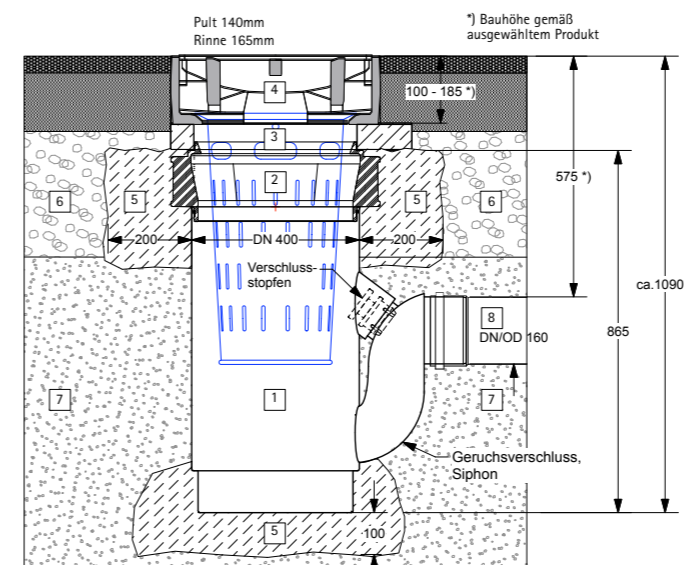 Pult 140mm
Rinne 165mm
*) Bauhöhe gemäß
ausgewähltem Produkt
4
100 - 185 *)
3
575 *)
2
5
5
6
6
200
DN 400
200
Verschluss-
stopfen
ca.1090
8
DN/OD 160
865
7
1
7
Geruchsverschluss,
Siphon
5
100